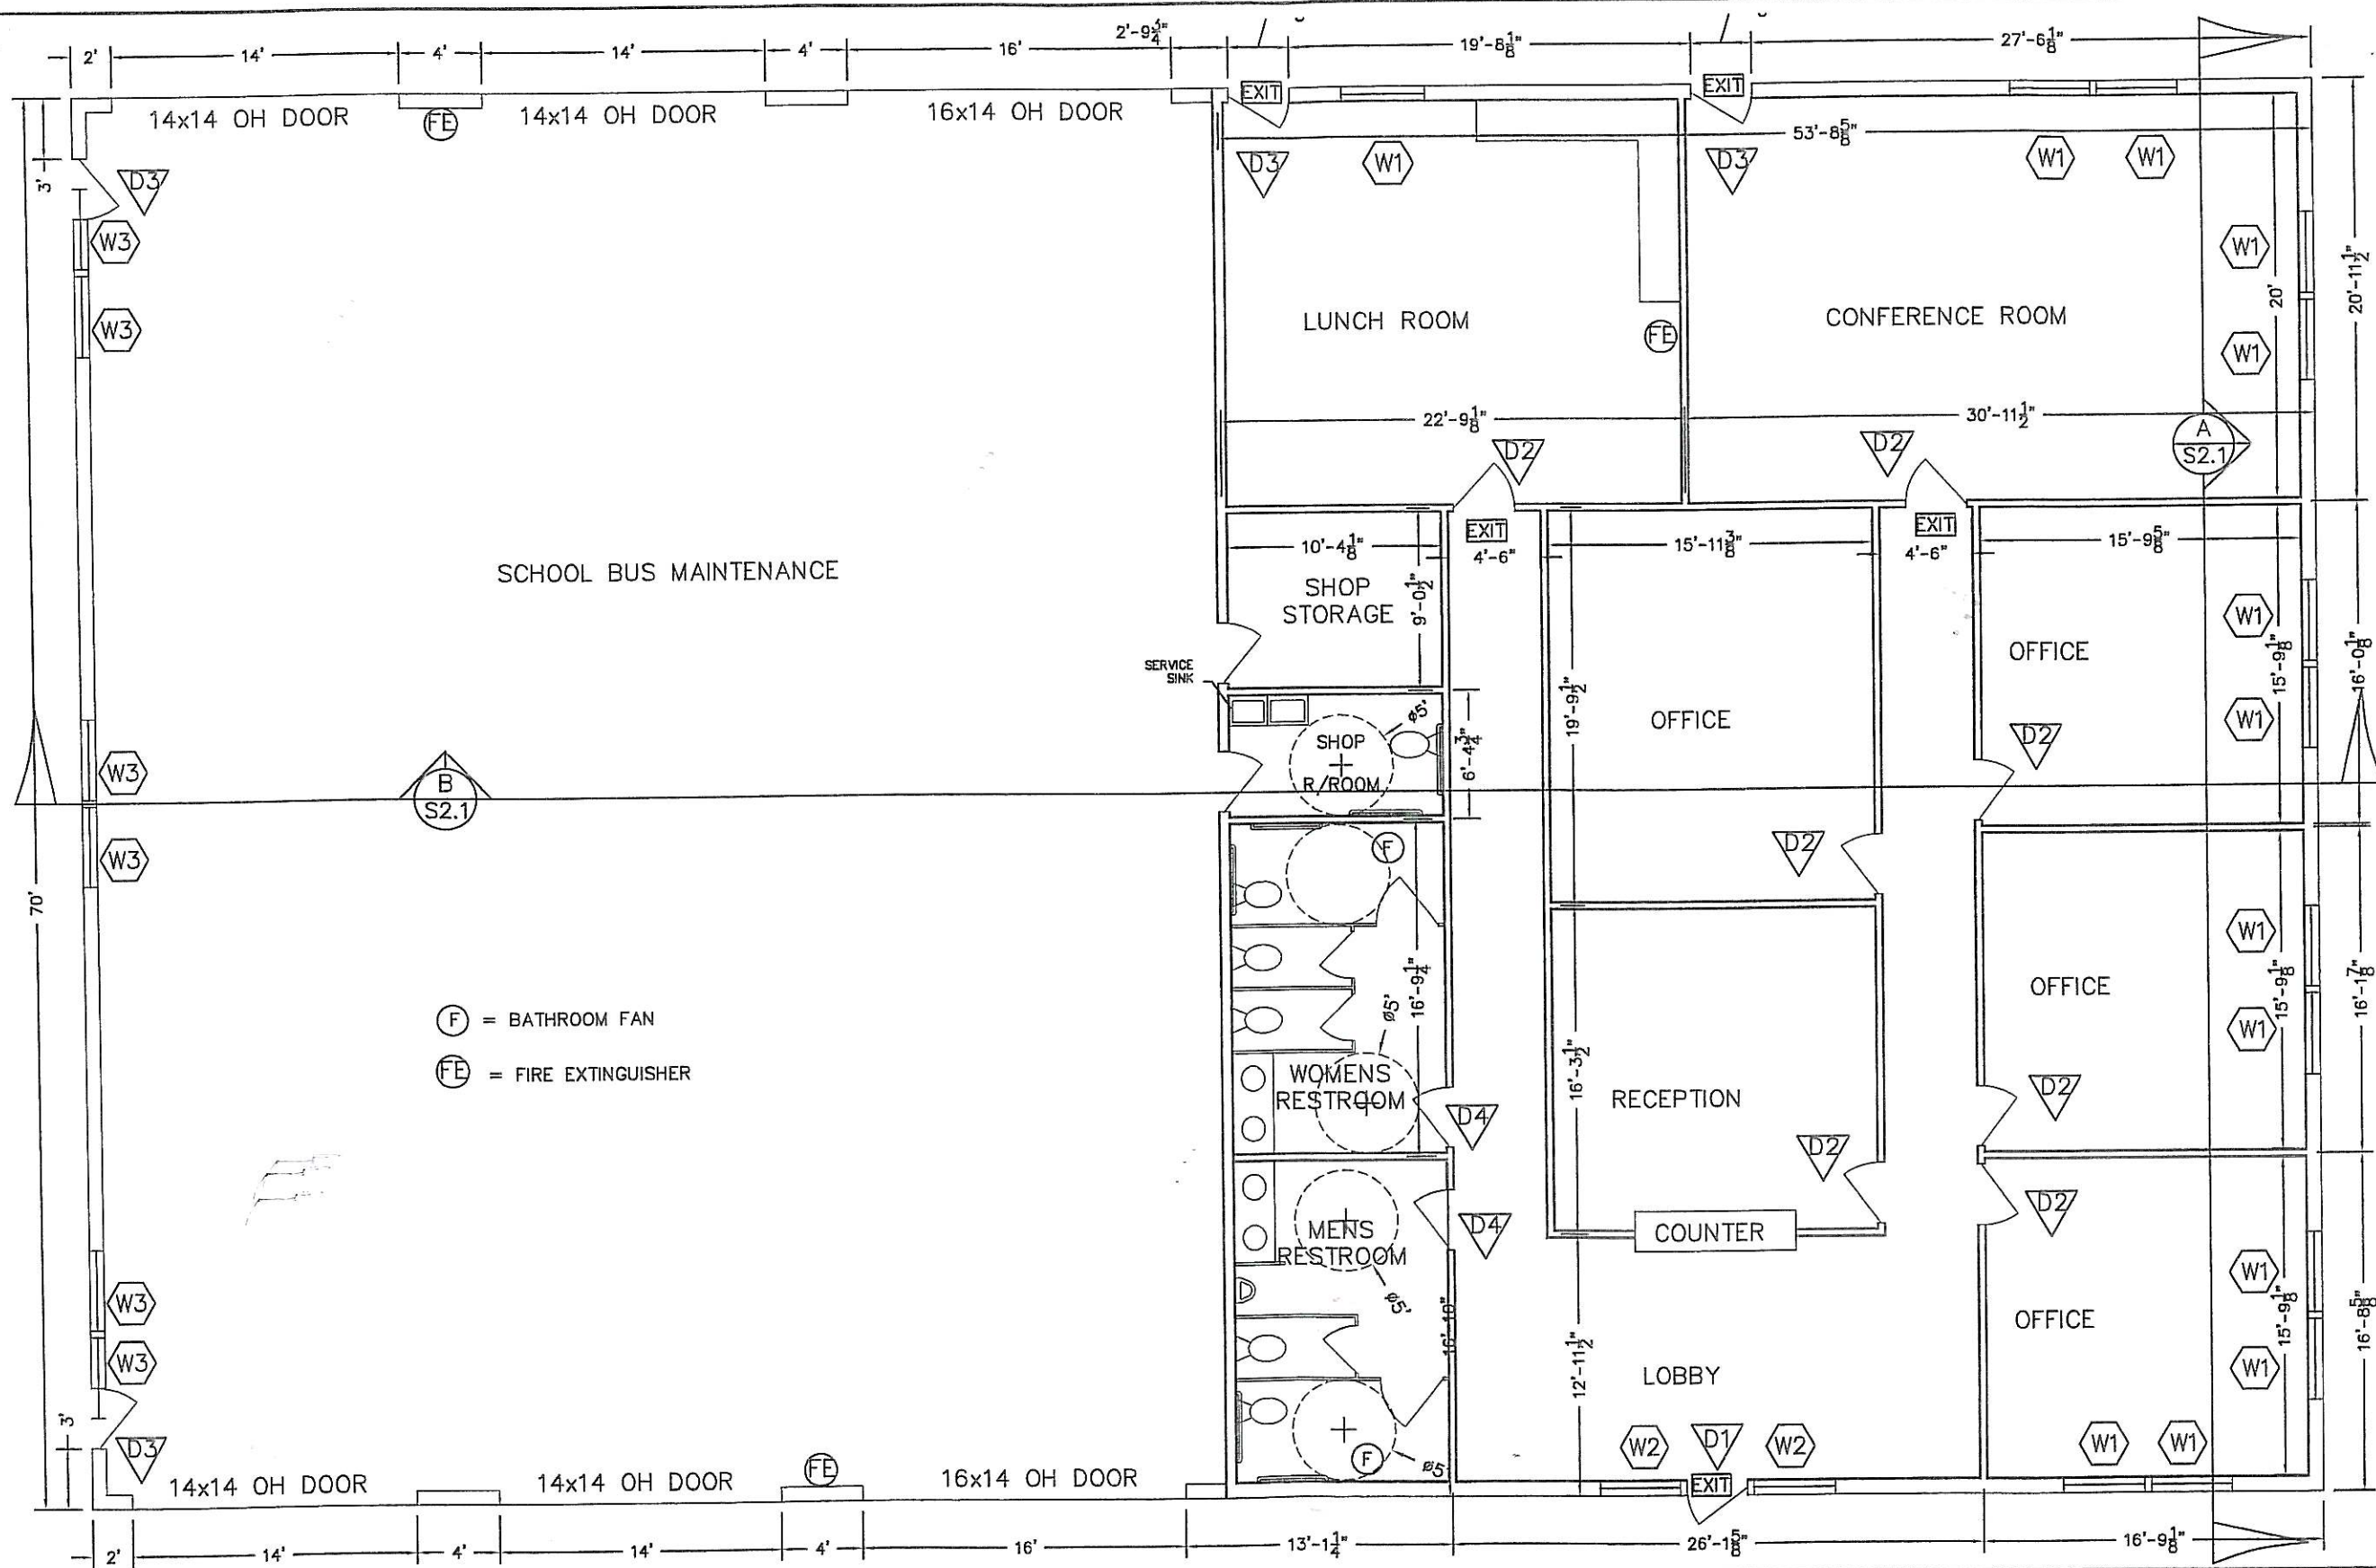 2' 14' 4' 14' 4' 16' 2'-9¾" 19'-8⅛" 27'-6⅛"
EXIT EXIT
14x14 OH DOOR FE 14x14 OH DOOR 16x14 OH DOOR
53'-8⅝"
3' D3 D3 W1 D3 W1 W1
W3 W1
20' 20'-11½"
W3 LUNCH ROOM FE CONFERENCE ROOM W1
22'-9⅛" 30'-11½"
D2 D2 A
S2.1
EXIT EXIT
10'-4⅛" 4'-6" 15'-11⅜" 4'-6" 15'-9⅝"
SCHOOL BUS MAINTENANCE
SHOP
STORAGE
9'-0½"
W1
OFFICE 15'-9⅛" 16'-0⅛"
SERVICE
SINK
19'-9½" OFFICE W1
ø5'
SHOP
R/ROOM
6'-4¾" D2
W3 B
S2.1
W3 F D2
70'
W1
OFFICE 15'-9⅛" 16'-1⅞"
16'-9¼" ø5' W1
F = BATHROOM FAN
FE = FIRE EXTINGUISHER
WOMENS
RESTROOM
16'-3½" RECEPTION D2
D4 D2
D4 D2
MENS
RESTROOM
COUNTER
ø5'
W3 W1
16'-10" OFFICE 15'-9⅛" 16'-8⅝"
W3 12'-11½" LOBBY W1
3' D3 W2 D1 W2 W1 W1
F ø5'
14x14 OH DOOR 14x14 OH DOOR FE 16x14 OH DOOR EXIT
2' 14' 4' 14' 4' 16' 13'-1¼" 26'-1⅝" 16'-9⅛"